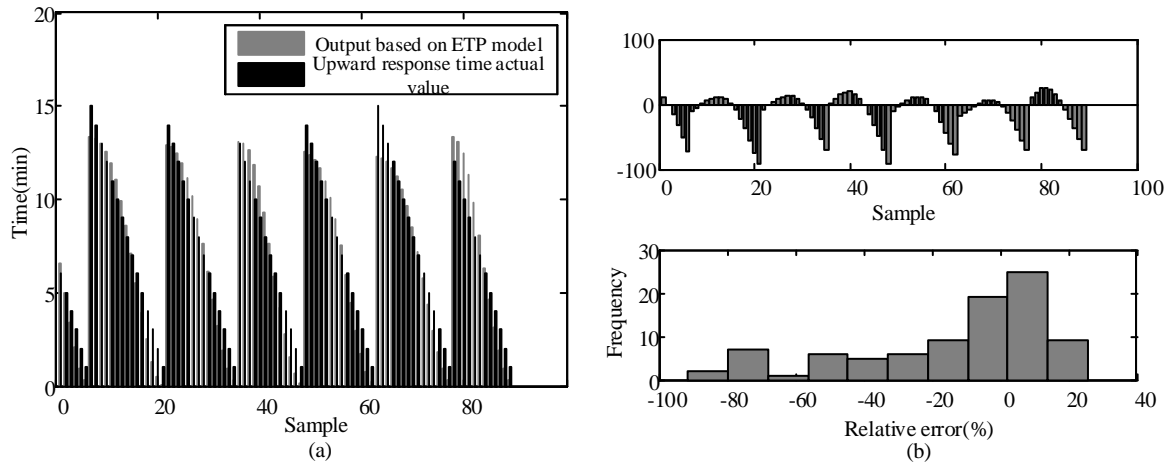 20
15
10
5
0
Time(min)
Output based on ETP model
Upward response time actual
value
0 20 40 60 80
Sample
(a)
100
0
-100
0 20 40 60 80 100
Sample
30
20
10
0
Frequency
-100 -80 -60 -40 -20 0 20 40
Relative error(%)
(b)